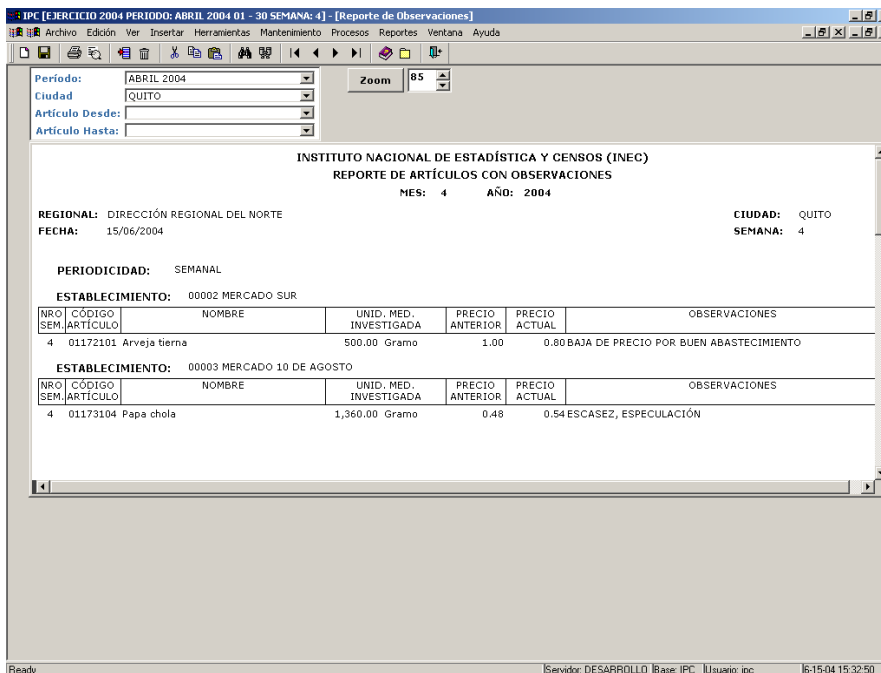 IPC [EJERCICIO 2004 PERIODO: ABRIL 2004 01 - 30 SEMANA: 4] - [Reporte de Observaciones]
Archivo Edición Ver Insertar Herramientas Mantenimiento Procesos Reportes Ventana Ayuda
Período: ABRIL 2004 Zoom 85
Ciudad QUITO
Artículo Desde:
Artículo Hasta:
INSTITUTO NACIONAL DE ESTADÍSTICA Y CENSOS (INEC)
REPORTE DE ARTÍCULOS CON OBSERVACIONES
MES: 4 AÑO: 2004
REGIONAL: DIRECCIÓN REGIONAL DEL NORTE CIUDAD: QUITO
FECHA: 15/06/2004 SEMANA: 4
PERIODICIDAD: SEMANAL
ESTABLECIMIENTO: 00002 MERCADO SUR
NRO CÓDIGO NOMBRE UNID. MED. PRECIO PRECIO OBSERVACIONES
SEM. ARTÍCULO INVESTIGADA ANTERIOR ACTUAL
4 01172101 Arveja tierna 500.00 Gramo 1.00 0.80 BAJA DE PRECIO POR BUEN ABASTECIMIENTO
ESTABLECIMIENTO: 00003 MERCADO 10 DE AGOSTO
NRO CÓDIGO NOMBRE UNID. MED. PRECIO PRECIO OBSERVACIONES
SEM. ARTÍCULO INVESTIGADA ANTERIOR ACTUAL
4 01173104 Papa chola 1,360.00 Gramo 0.48 0.54 ESCASEZ, ESPECULACIÓN
Ready Servidor: DESARROLLO Base: IPC Usuario: ipc 6-15-04 15:32:50